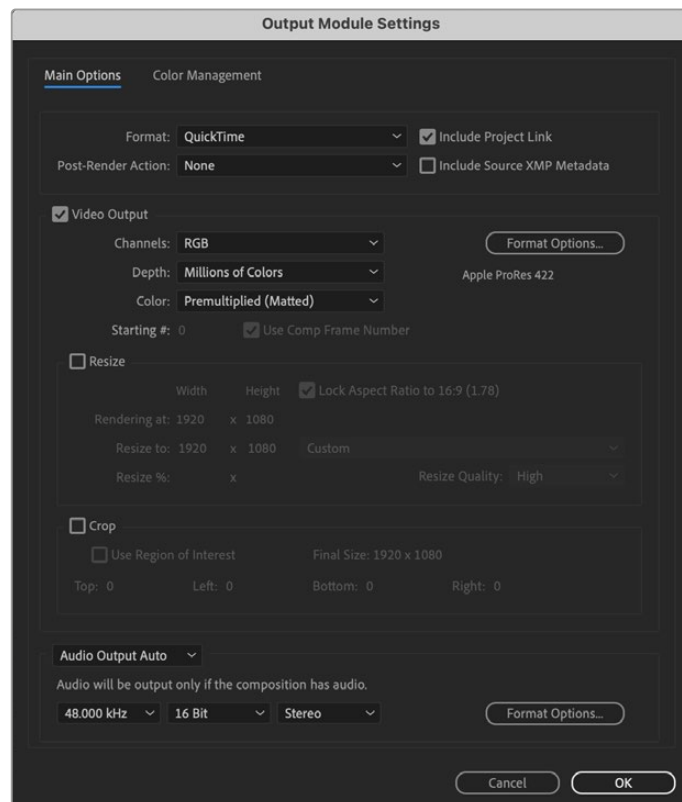 Output Module Settings
Main Options Color Management
Format: QuickTime Include Project Link
Post-Render Action: None Include Source XMP Metadata
Video Output
Channels: RGB Format Options...
Depth: Millions of Colors Apple ProRes 422
Color: Premultiplied (Matted)
Starting #: 0 Use Comp Frame Number
Resize
Width Height Lock Aspect Ratio to 16:9 (1.78)
Rendering at: 1920 x 1080
Resize to: 1920 x 1080 Custom
Resize %: x Resize Quality: High
Crop
Use Region of Interest Final Size: 1920 x 1080
Top: 0 Left: 0 Bottom: 0 Right: 0
Audio Output Auto
Audio will be output only if the composition has audio.
48.000 kHz 16 Bit Stereo Format Options...
Cancel OK